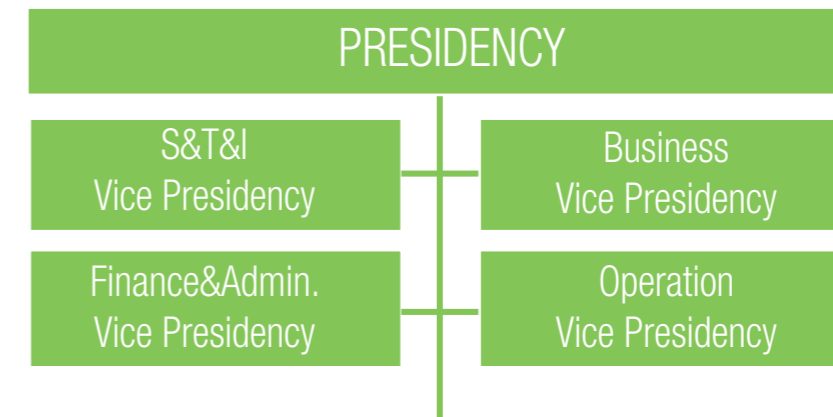 PRESIDENCY
S&T&I
Vice Presidency
Business
Vice Presidency
Finance&Admin.
Vice Presidency
Operation
Vice Presidency